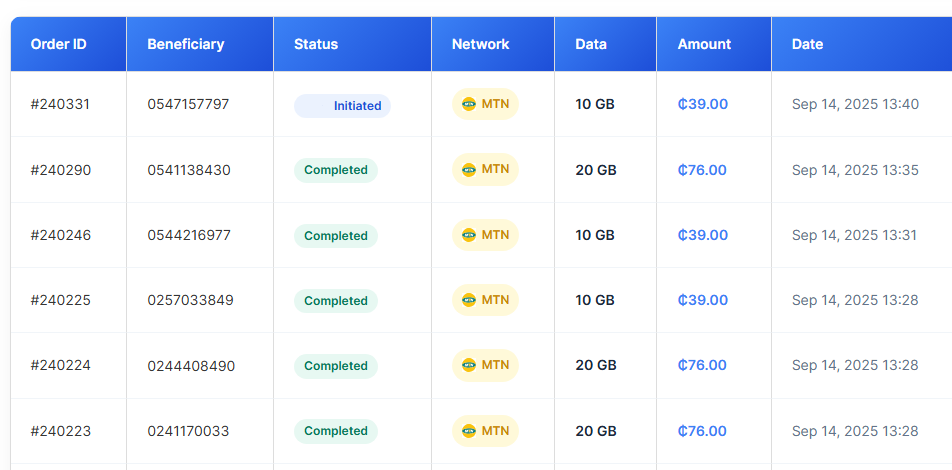 Order ID Beneficiary Status Network Data Amount Date
#240331 0547157797 Initiated MTN 10 GB ₵39.00 Sep 14, 2025 13:40
#240290 0541138430 Completed MTN 20 GB ₵76.00 Sep 14, 2025 13:35
#240246 0544216977 Completed MTN 10 GB ₵39.00 Sep 14, 2025 13:31
#240225 0257033849 Completed MTN 10 GB ₵39.00 Sep 14, 2025 13:28
#240224 0244408490 Completed MTN 20 GB ₵76.00 Sep 14, 2025 13:28
#240223 0241170033 Completed MTN 20 GB ₵76.00 Sep 14, 2025 13:28